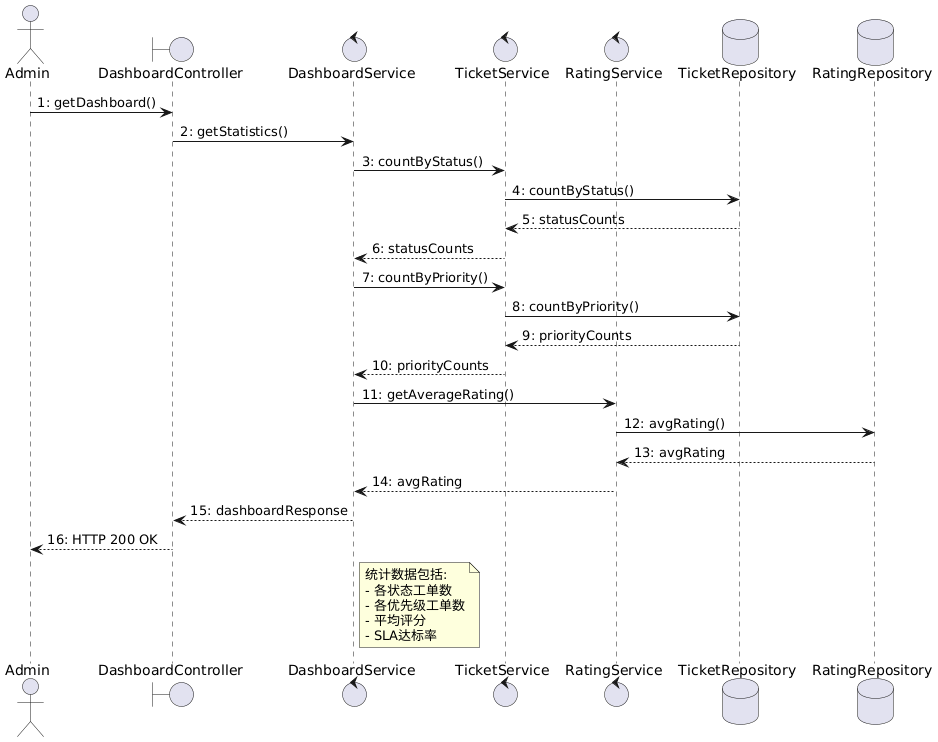 Admin
DashboardController
DashboardService
TicketService
RatingService
TicketRepository
RatingRepository
1: getDashboard()
2: getStatistics()
3: countByStatus()
4: countByStatus()
5: statusCounts
6: statusCounts
7: countByPriority()
8: countByPriority()
9: priorityCounts
10: priorityCounts
11: getAverageRating()
12: avgRating()
13: avgRating
14: avgRating
15: dashboardResponse
16: HTTP 200 OK
统计数据包括:
- 各状态工单数
- 各优先级工单数
- 平均评分
- SLA达标率
Admin
DashboardController
DashboardService
TicketService
RatingService
TicketRepository
RatingRepository